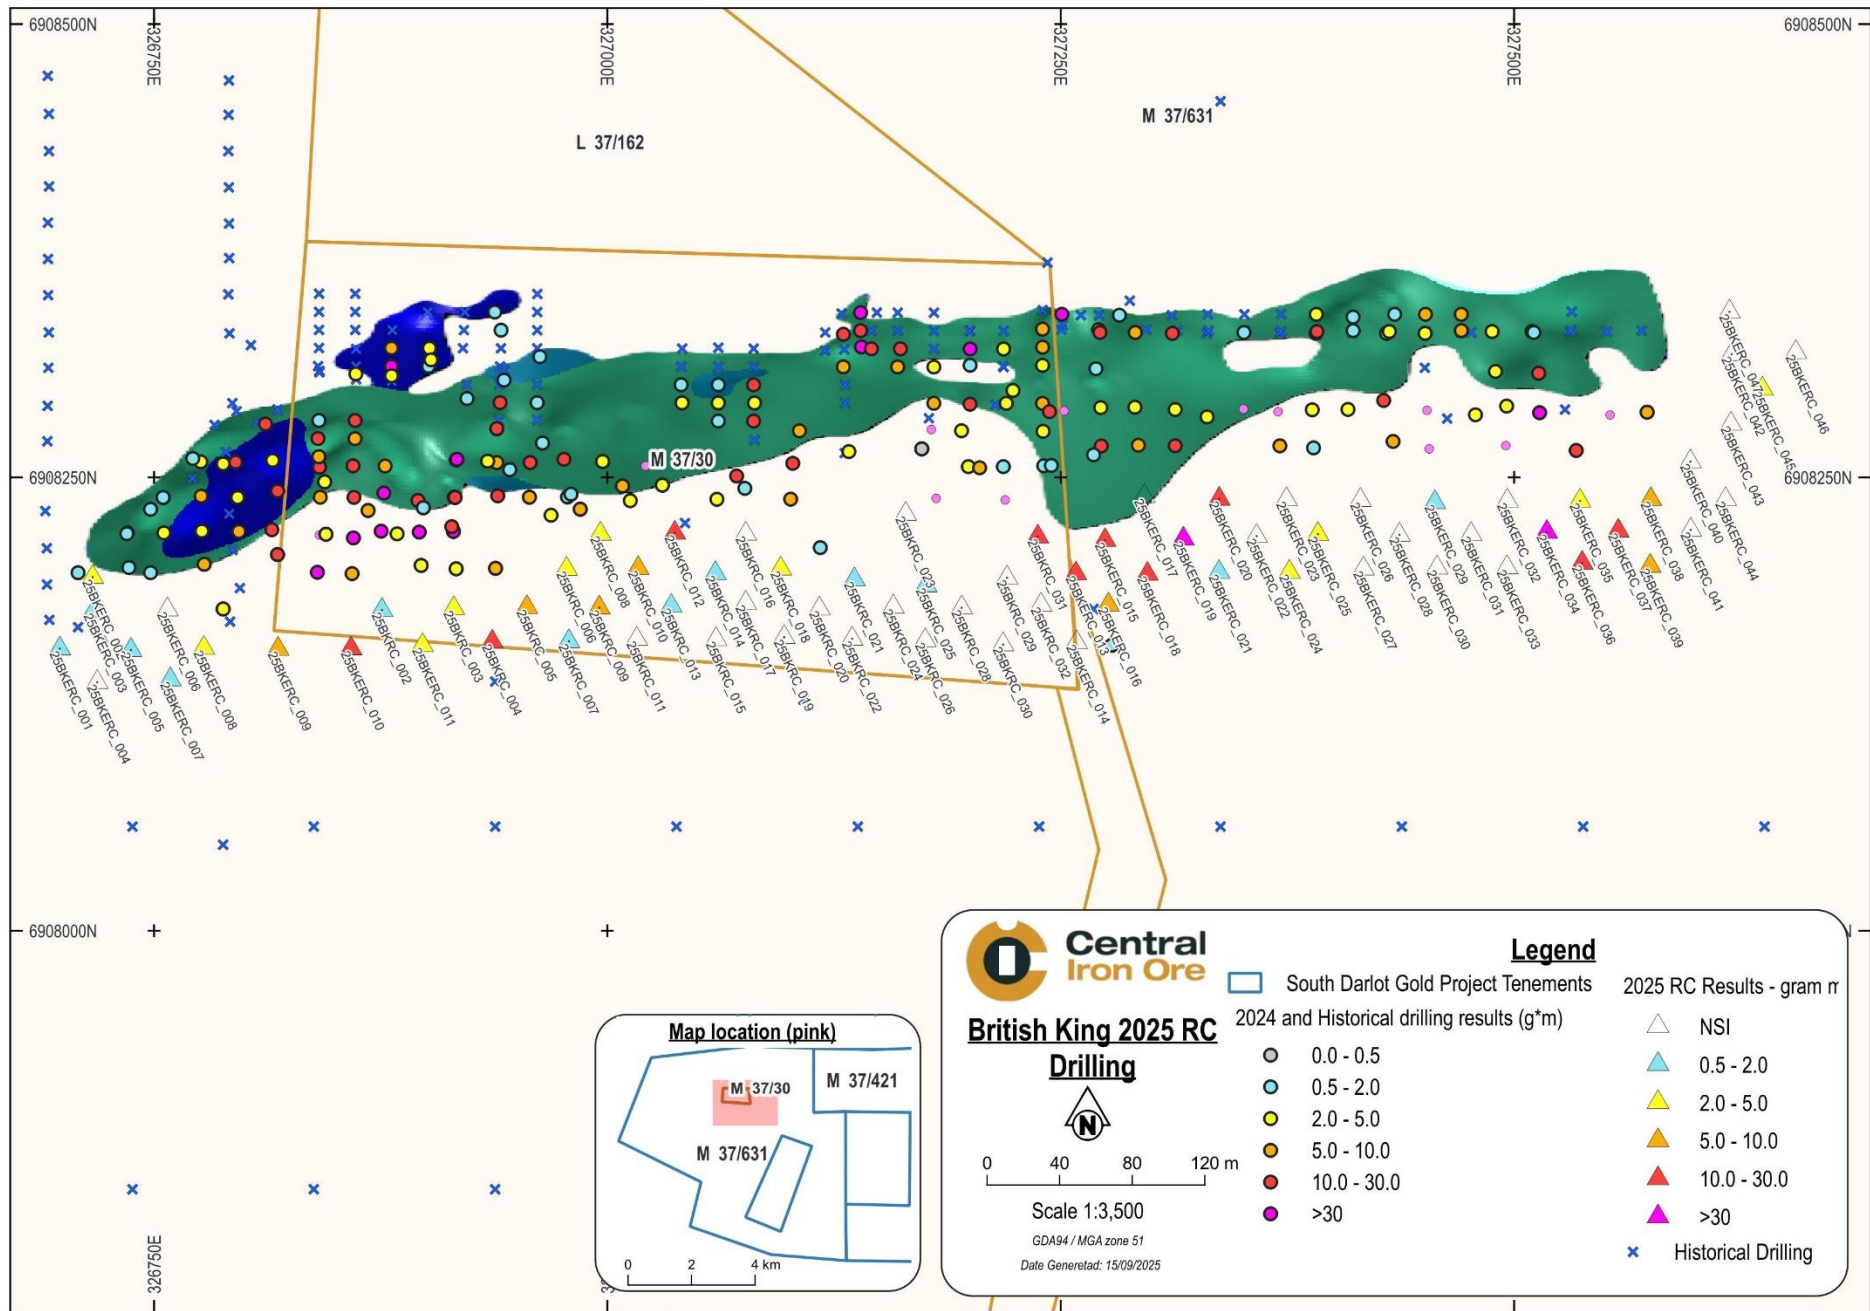 6908500N
326750E
327000E
327250E
327500E
6908500N
L 37/162
M 37/631
M 37/30
6908250N
6908250N
25BKERC_001
25BKERC_002
25BKERC_003
25BKERC_004
25BKERC_005
25BKERC_006
25BKERC_007
25BKERC_008
25BKERC_009
25BKERC_010
25BKRC_002
25BKERC_011
25BKRC_003
25BKRC_004
25BKRC_005
25BKRC_006
25BKRC_007
25BKRC_008
25BKRC_009
25BKRC_010
25BKRC_011
25BKRC_012
25BKRC_013
25BKRC_014
25BKRC_015
25BKRC_016
25BKRC_017
25BKRC_018
25BKRC_019
25BKRC_020
25BKRC_021
25BKRC_022
25BKRC_023
25BKRC_024
25BKRC_025
25BKRC_026
25BKRC_028
25BKRC_029
25BKRC_030
25BKRC_031
25BKRC_032
25BKERC_013
25BKERC_014
25BKERC_015
25BKERC_016
25BKERC_017
25BKERC_018
25BKERC_019
25BKERC_020
25BKERC_021
25BKERC_022
25BKERC_023
25BKERC_024
25BKERC_025
25BKERC_026
25BKERC_027
25BKERC_028
25BKERC_029
25BKERC_030
25BKERC_031
25BKERC_032
25BKERC_033
25BKERC_034
25BKERC_035
25BKERC_036
25BKERC_037
25BKERC_038
25BKERC_039
25BKERC_040
25BKERC_041
25BKERC_042
25BKERC_043
25BKERC_044
25BKERC_045
25BKERC_046
25BKERC_047
6908000N
326750E
Map location (pink)
M 37/30
M 37/421
M 37/631
0 2 4 km
Central
Iron Ore
British King 2025 RC
Drilling
N
0 40 80 120 m
Scale 1:3,500
GDA94 / MGA zone 51
Date Generetad: 15/09/2025
Legend
South Darlot Gold Project Tenements
2024 and Historical drilling results (g*m)
0.0 - 0.5
0.5 - 2.0
2.0 - 5.0
5.0 - 10.0
10.0 - 30.0
>30
2025 RC Results - gram
NSI
0.5 - 2.0
2.0 - 5.0
5.0 - 10.0
10.0 - 30.0
>30
Historical Drilling